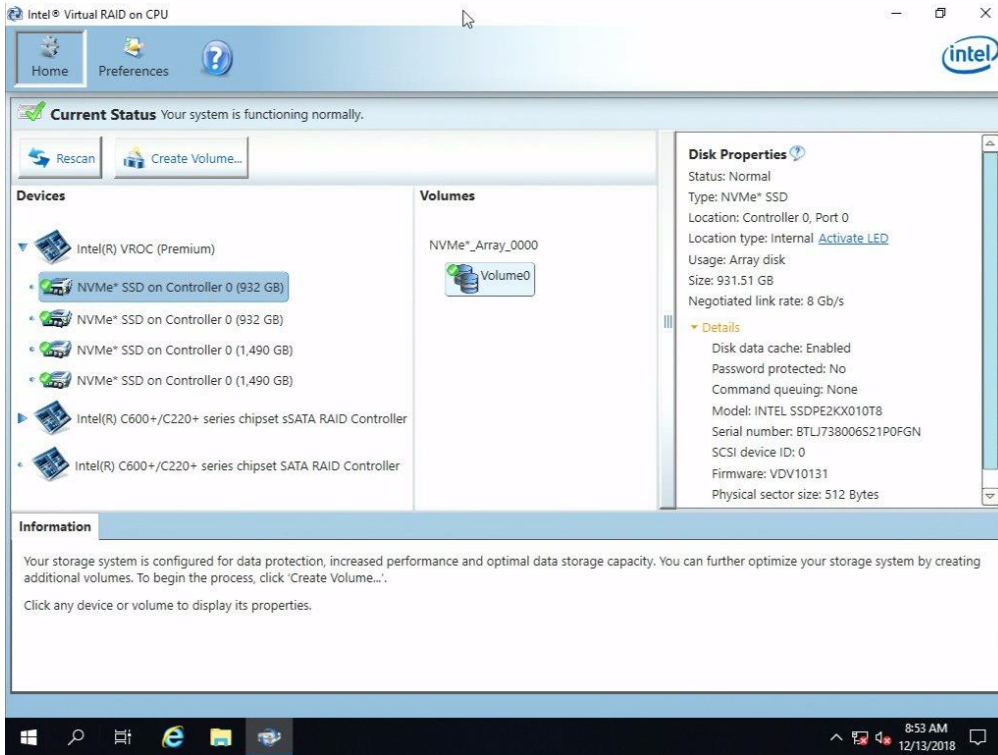 Intel® Virtual RAID on CPU
Home
Preferences
?
intel
Current Status Your system is functioning normally.
Rescan
Create Volume...
Devices
Intel(R) VROC (Premium)
NVMe* SSD on Controller 0 (932 GB)
NVMe* SSD on Controller 0 (932 GB)
NVMe* SSD on Controller 0 (1,490 GB)
NVMe* SSD on Controller 0 (1,490 GB)
Intel(R) C600+/C220+ series chipset sSATA RAID Controller
Intel(R) C600+/C220+ series chipset SATA RAID Controller
Volumes
NVMe*_Array_0000
Volume0
Disk Properties ?
Status: Normal
Type: NVMe* SSD
Location: Controller 0, Port 0
Location type: Internal Activate LED
Usage: Array disk
Size: 931.51 GB
Negotiated link rate: 8 Gb/s
Details
Disk data cache: Enabled
Password protected: No
Command queuing: None
Model: INTEL SSDPE2KX010T8
Serial number: BTLJ738006S21P0FGN
SCSI device ID: 0
Firmware: VDV10131
Physical sector size: 512 Bytes
Information
Your storage system is configured for data protection, increased performance and optimal data storage capacity. You can further optimize your storage system by creating
additional volumes. To begin the process, click 'Create Volume...'.
Click any device or volume to display its properties.
8:53 AM
12/13/2018